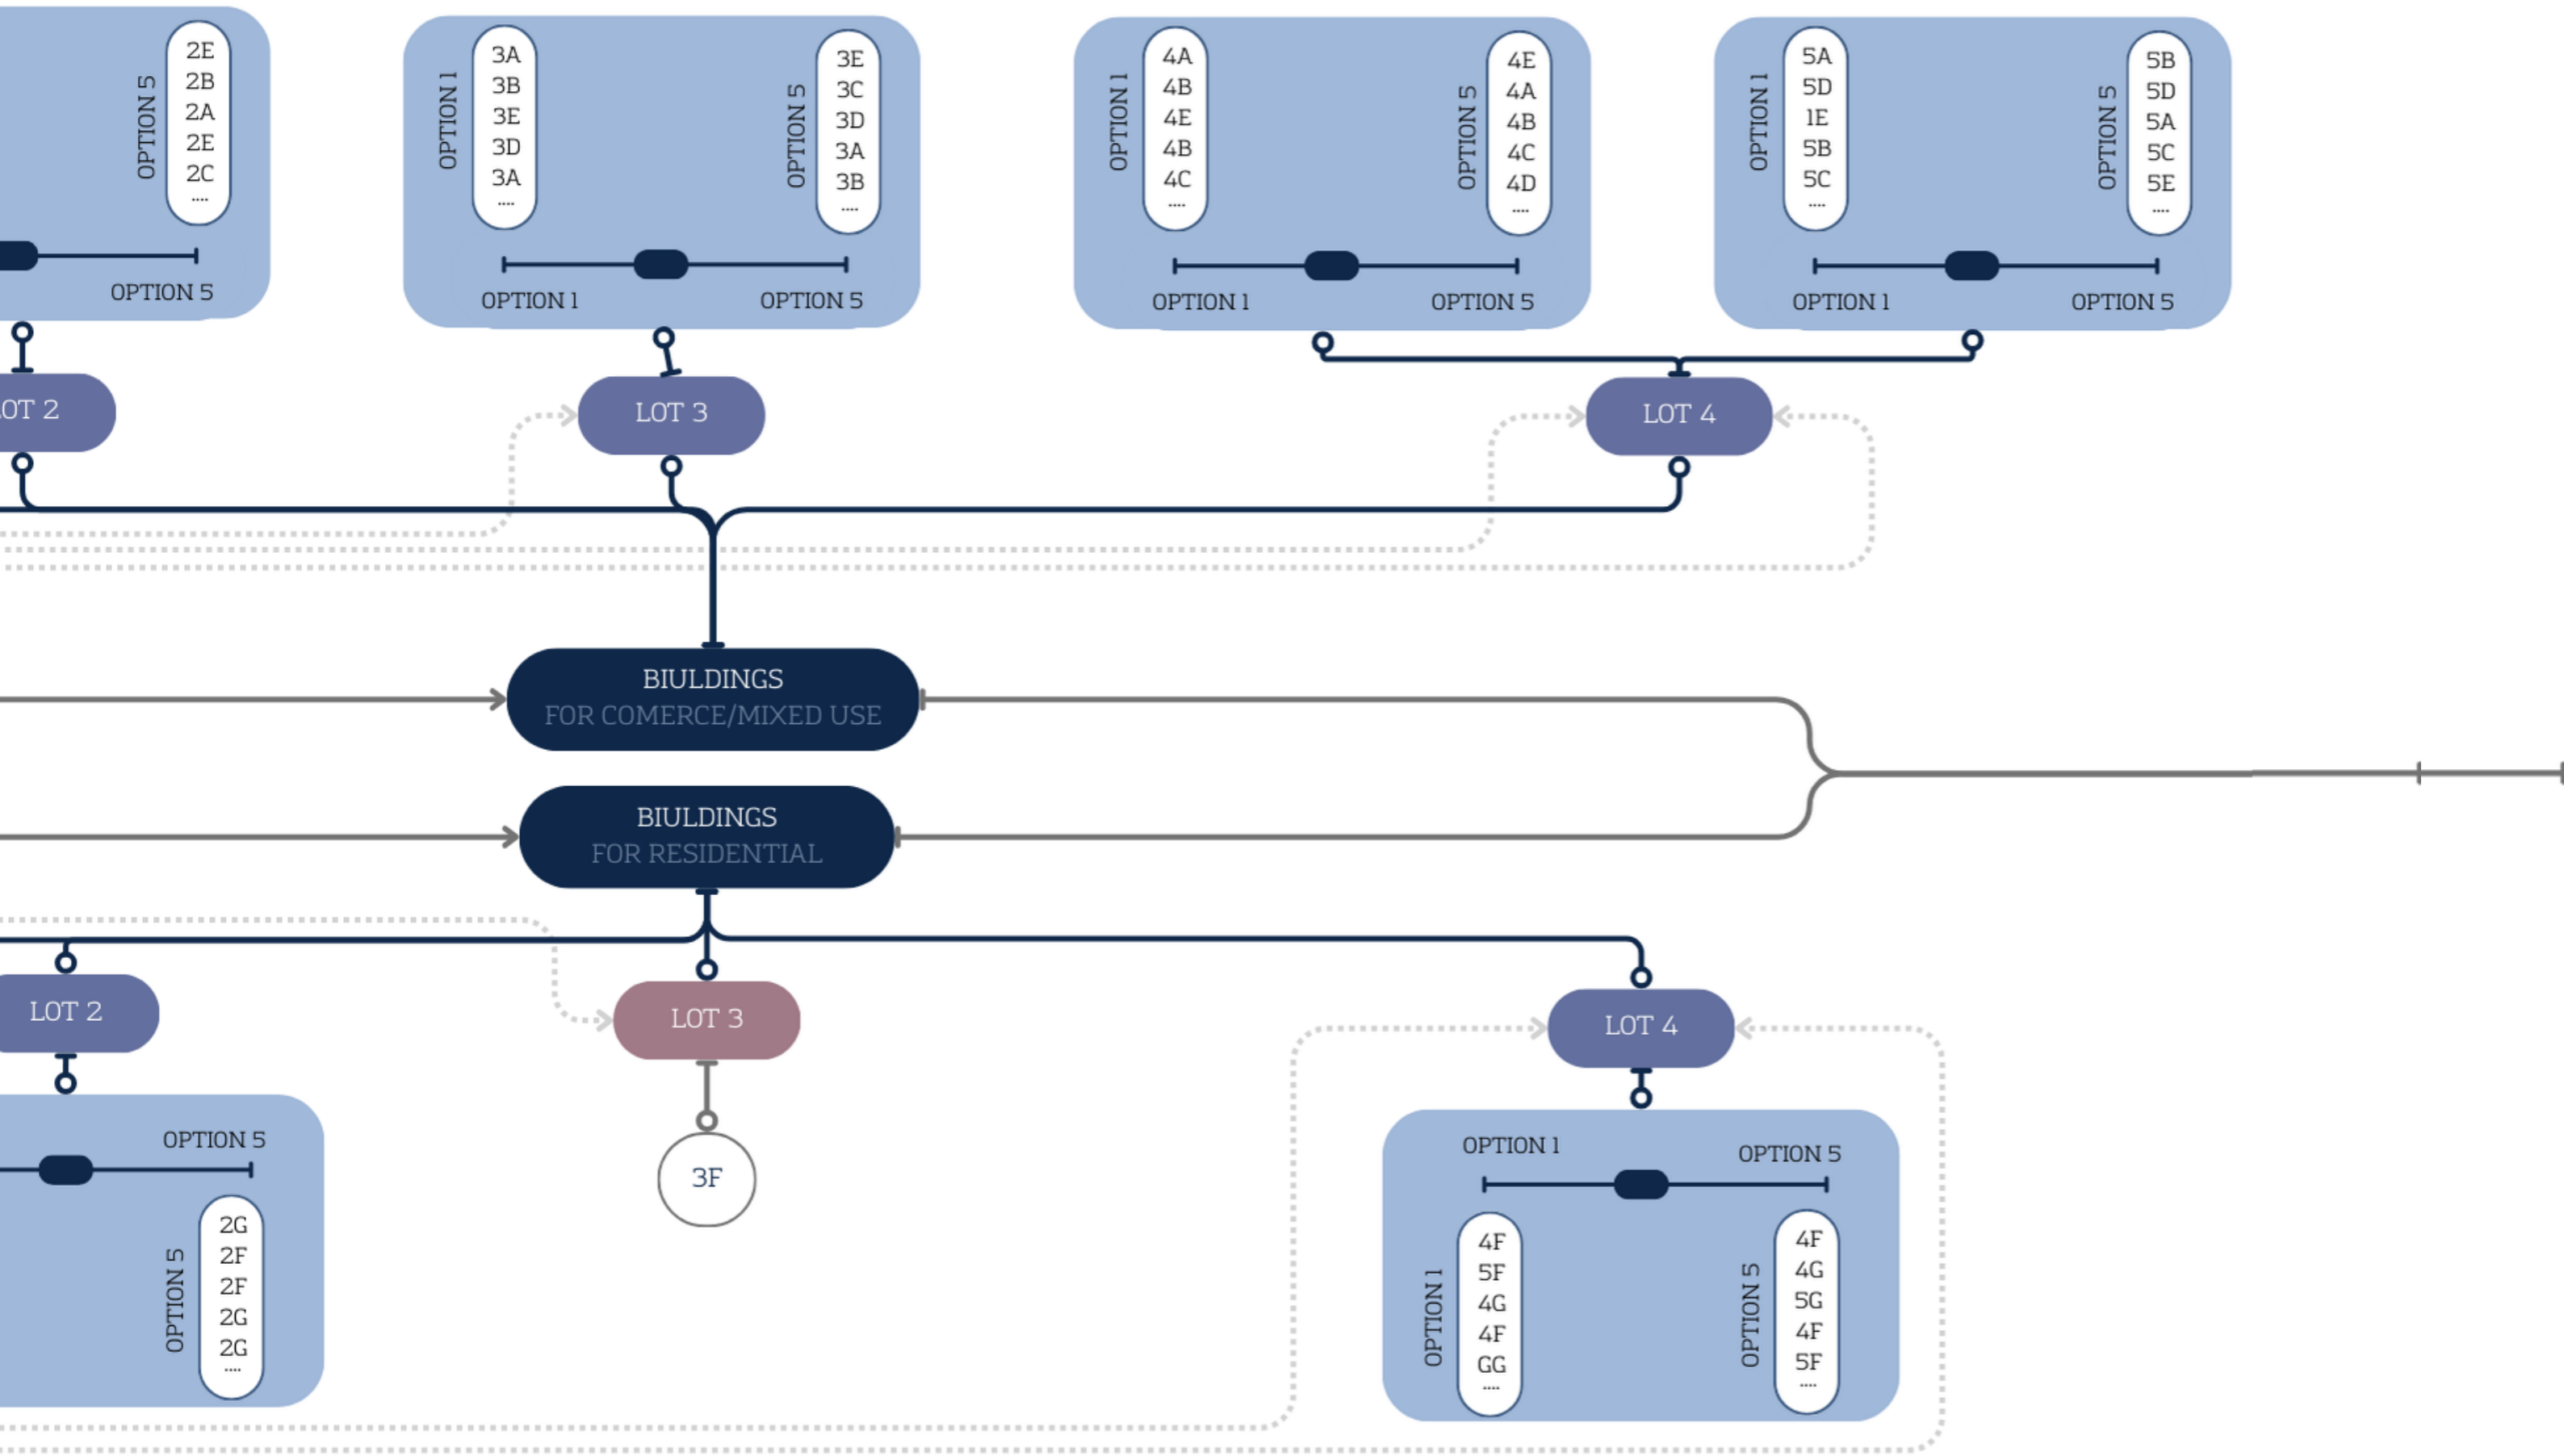 OPTION 5
2E
2B
2A
2E
2C
....
OPTION 5
OPTION 1
3A
3B
3E
3D
3A
....
OPTION 5
3E
3C
3D
3A
3B
....
OPTION 1
OPTION 5
OPTION 1
4A
4B
4E
4B
4C
....
OPTION 5
4E
4A
4B
4C
4D
....
OPTION 1
OPTION 5
OPTION 1
5A
5D
1E
5B
5C
....
OPTION 5
5B
5D
5A
5C
5E
....
OPTION 1
OPTION 5
OT 2
LOT 3
LOT 4
BIULDINGS
FOR COMERCE/MIXED USE
BIULDINGS
FOR RESIDENTIAL
LOT 2
LOT 3
LOT 4
3F
OPTION 5
OPTION 5
2G
2F
2F
2G
2G
....
OPTION 1
OPTION 5
OPTION 1
4F
5F
4G
4F
GG
....
OPTION 5
4F
4G
5G
4F
5F
....